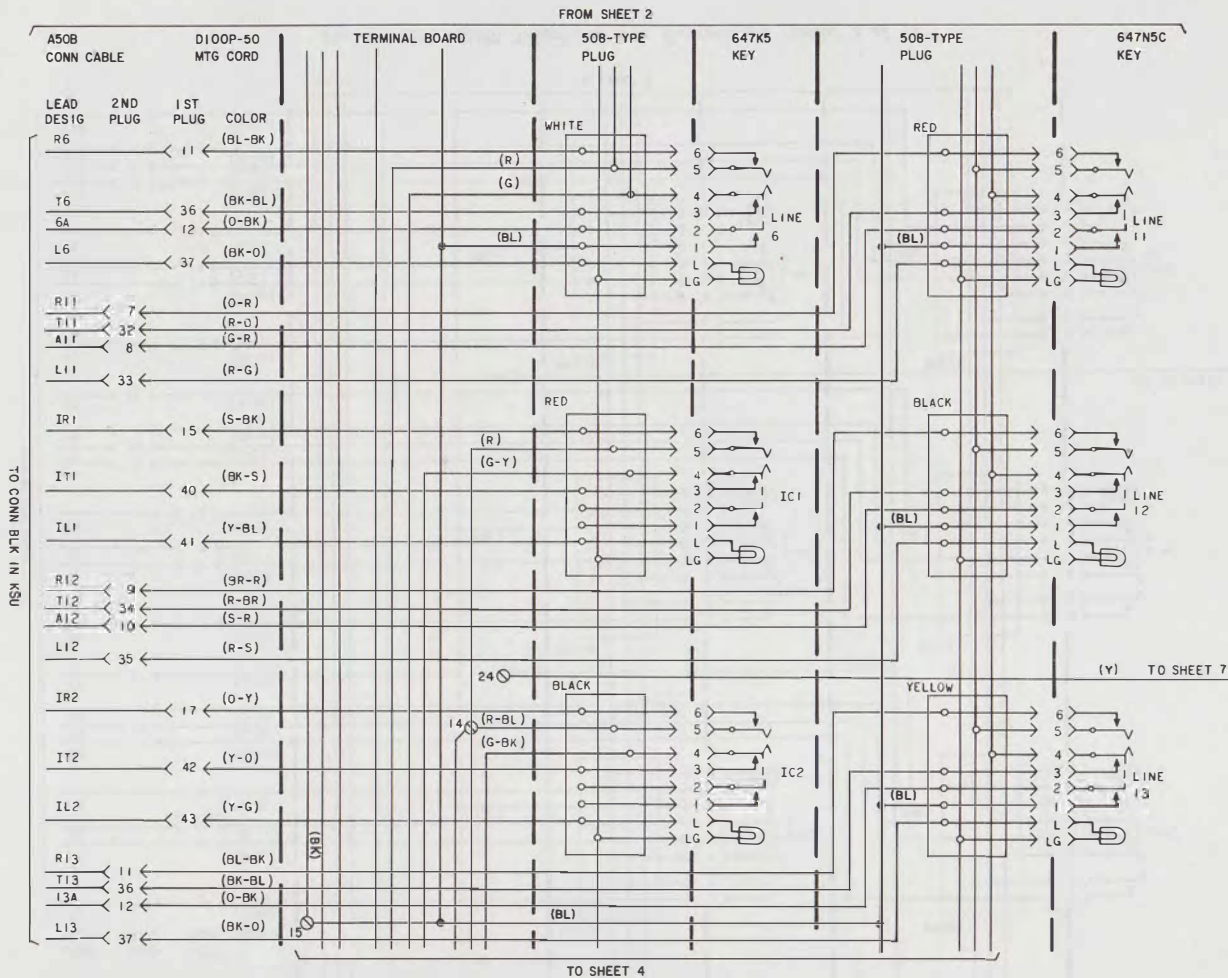 FROM SHEET 2
A50B CONN CABLE
D100P-50 MTG CORD
TERMINAL BOARD
50B-TYPE PLUG
647K5 KEY
50B-TYPE PLUG
647N5C KEY
LEAD DESIG
2ND PLUG
1ST PLUG
COLOR
TO CONN BLK IN KSU
R6 11 (BL-BK)
T6 36 (BK-BL)
6A 12 (O-BK)
L6 37 (BK-O)
R11 7 (O-R)
T11 32 (R-O)
A11 8 (G-R)
L11 33 (R-G)
IR1 15 (S-BK)
IT1 40 (BK-S)
IL1 41 (Y-BL)
R12 9 (BR-R)
T12 34 (R-BR)
A12 10 (S-R)
L12 35 (R-S)
IR2 17 (O-Y)
IT2 42 (Y-O)
IL2 43 (Y-G)
R13 11 (BL-BK)
T13 36 (BK-BL)
13A 12 (O-BK)
L13 37 (BK-O)
(BK)
15
(BL)
14
24
(Y) TO SHEET 7
WHITE
(R)
(G)
(BL)
6
5
4
3
2
1
L
LG
LINE 6
RED
(BL)
6
5
4
3
2
1
L
LG
LINE 11
RED
(R)
(G-Y)
6
5
4
3
2
1
L
LG
IC1
BLACK
(BL)
6
5
4
3
2
1
L
LG
LINE 12
BLACK
(R-BL)
(G-BK)
6
5
4
3
2
1
L
LG
IC2
YELLOW
(BL)
6
5
4
3
2
1
L
LG
LINE 13
TO SHEET 4